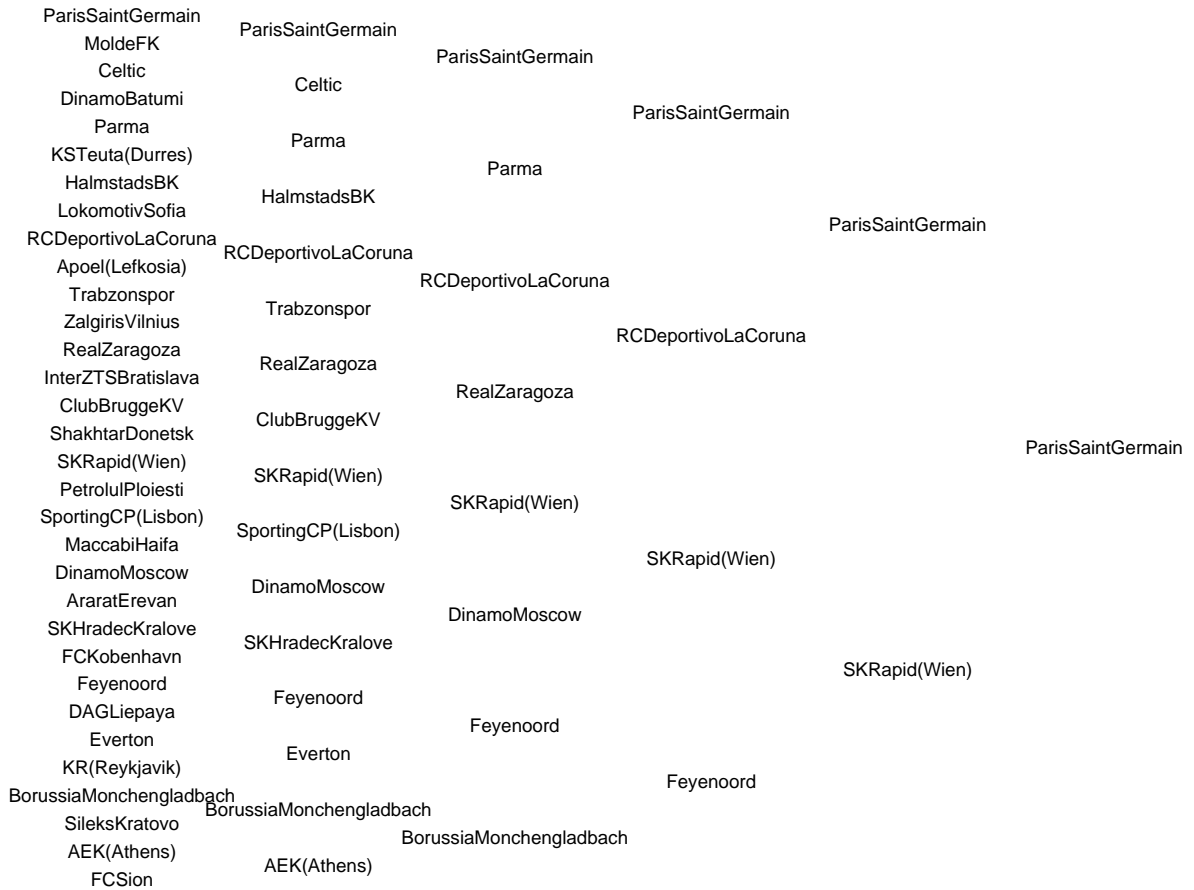 ParisSaintGermain
ParisSaintGermain
MoldeFK
ParisSaintGermain
Celtic
Celtic
DinamoBatumi
ParisSaintGermain
Parma
Parma
KSTeuta(Durres)
Parma
HalmstadsBK
HalmstadsBK
LokomotivSofia
ParisSaintGermain
RCDeportivoLaCoruna
RCDeportivoLaCoruna
Apoel(Lefkosia)
RCDeportivoLaCoruna
Trabzonspor
Trabzonspor
ZalgirisVilnius
RCDeportivoLaCoruna
RealZaragoza
RealZaragoza
InterZTSBratislava
RealZaragoza
ClubBruggeKV
ClubBruggeKV
ShakhtarDonetsk
ParisSaintGermain
SKRapid(Wien)
SKRapid(Wien)
PetrolulPloiesti
SKRapid(Wien)
SportingCP(Lisbon)
SportingCP(Lisbon)
MaccabiHaifa
SKRapid(Wien)
DinamoMoscow
DinamoMoscow
AraratErevan
DinamoMoscow
SKHradecKralove
SKHradecKralove
FCKobenhavn
SKRapid(Wien)
Feyenoord
Feyenoord
DAGLiepaya
Feyenoord
Everton
Everton
KR(Reykjavik)
Feyenoord
BorussiaMonchengladbach
BorussiaMonchengladbach
SileksKratovo
BorussiaMonchengladbach
AEK(Athens)
AEK(Athens)
FCSion